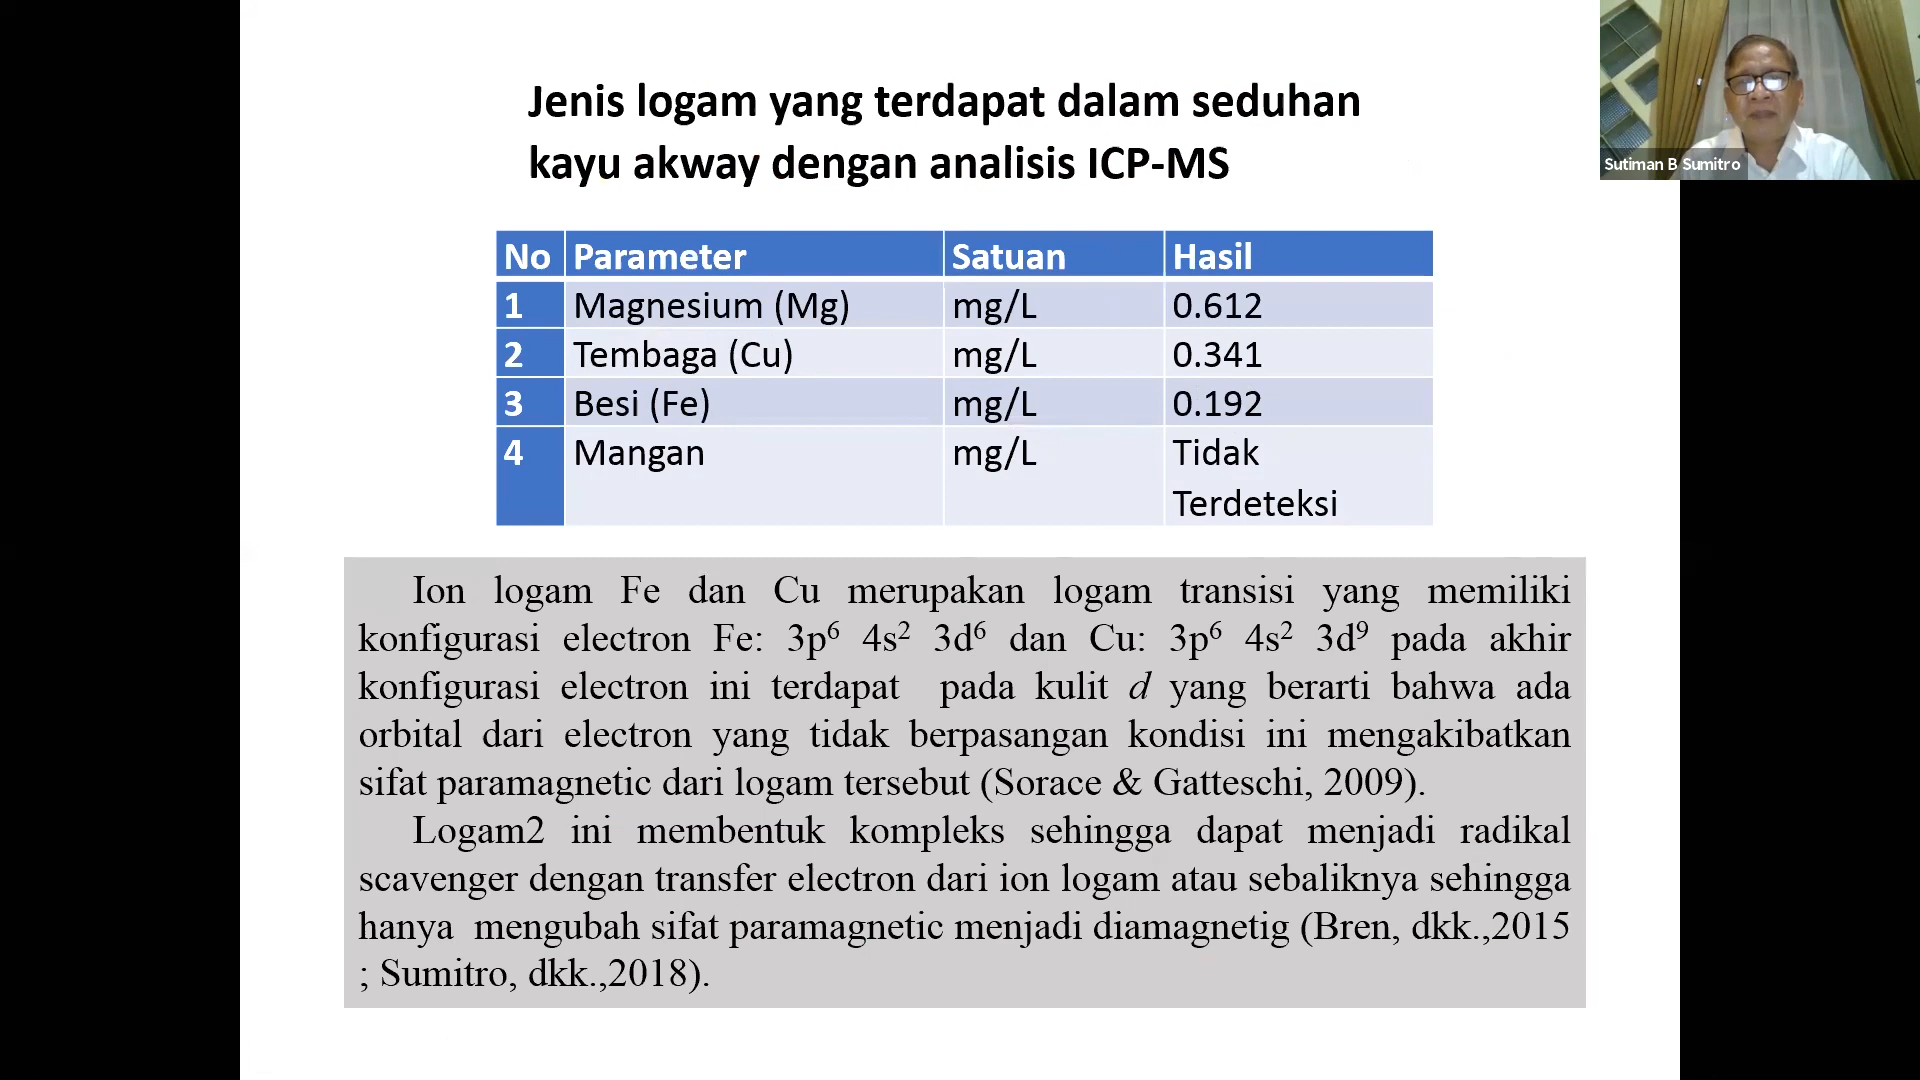 Jenis logam yang terdapat dalam seduhan
kayu akway dengan analisis ICP-MS
Sutiman B Sumitro
No Parameter Satuan Hasil
1 Magnesium (Mg) mg/L 0.612
2 Tembaga (Cu) mg/L 0.341
3 Besi (Fe) mg/L 0.192
4 Mangan mg/L Tidak
Terdeteksi
Ion logam Fe dan Cu merupakan logam transisi yang memiliki
konfigurasi electron Fe: 3p⁶ 4s² 3d⁶ dan Cu: 3p⁶ 4s² 3d⁹ pada akhir
konfigurasi electron ini terdapat pada kulit d yang berarti bahwa ada
orbital dari electron yang tidak berpasangan kondisi ini mengakibatkan
sifat paramagnetic dari logam tersebut (Sorace & Gatteschi, 2009).
Logam2 ini membentuk kompleks sehingga dapat menjadi radikal
scavenger dengan transfer electron dari ion logam atau sebaliknya sehingga
hanya mengubah sifat paramagnetic menjadi diamagnetig (Bren, dkk.,2015
; Sumitro, dkk.,2018).